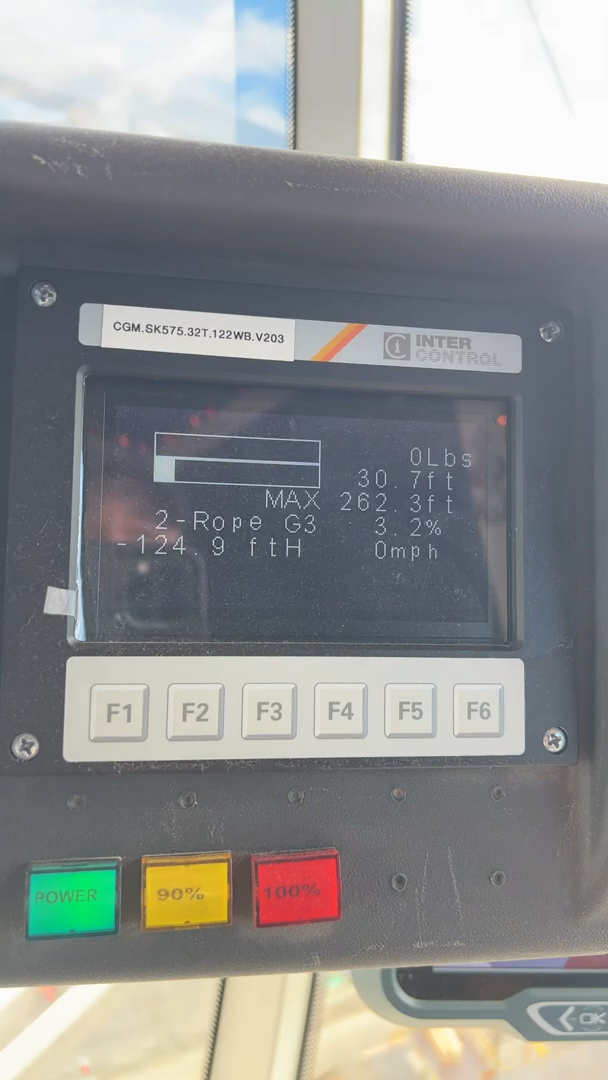 CGM.SK575.32T.122WB.V203
INTER
CONTROL
0Lbs
30.7ft
MAX 262.3ft
2-Rope G3 3.2%
-124.9 ftH 0mph
F1 F2 F3 F4 F5 F6
POWER 90% 100%
OK